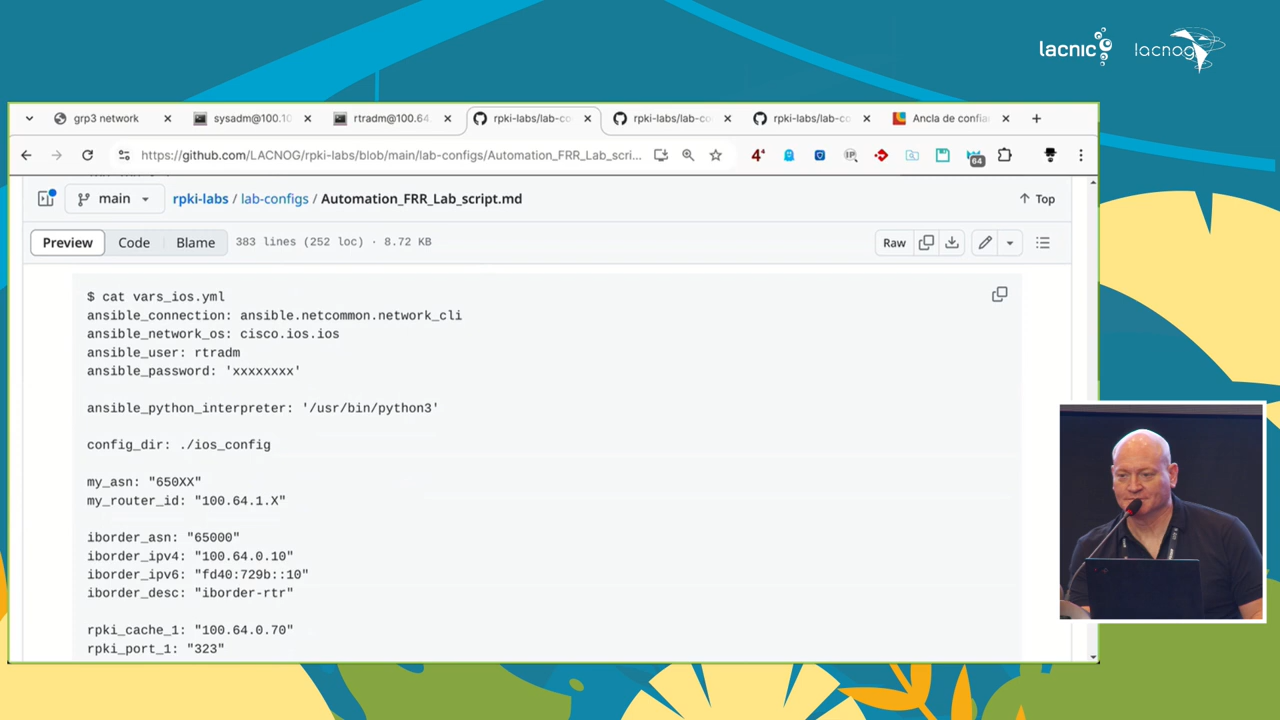 lacnic
lacnog
grp3 network
sysadm@100.10
rtradm@100.64.
rpki-labs/lab-co
rpki-labs/lab-co
rpki-labs/lab-co
Ancla de confia
https://github.com/LACNOG/rpki-labs/blob/main/lab-configs/Automation_FRR_Lab_scri...
4
IP
64
main
rpki-labs / lab-configs / Automation_FRR_Lab_script.md
Top
Preview
Code
Blame
383 lines (252 loc) · 8.72 KB
Raw
$ cat vars_ios.yml
ansible_connection: ansible.netcommon.network_cli
ansible_network_os: cisco.ios.ios
ansible_user: rtradm
ansible_password: 'xxxxxxxx'
ansible_python_interpreter: '/usr/bin/python3'
config_dir: ./ios_config
my_asn: "650XX"
my_router_id: "100.64.1.X"
iborder_asn: "65000"
iborder_ipv4: "100.64.0.10"
iborder_ipv6: "fd40:729b::10"
iborder_desc: "iborder-rtr"
rpki_cache_1: "100.64.0.70"
rpki_port_1: "323"